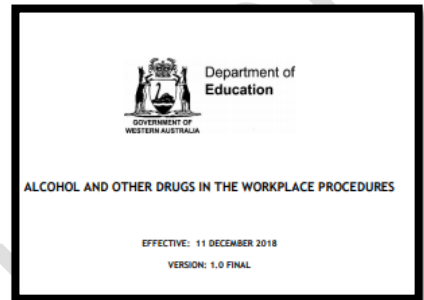 Department of
Education
GOVERNMENT OF
WESTERN AUSTRALIA
ALCOHOL AND OTHER DRUGS IN THE WORKPLACE PROCEDURES
EFFECTIVE: 11 DECEMBER 2018
VERSION: 1.0 FINAL